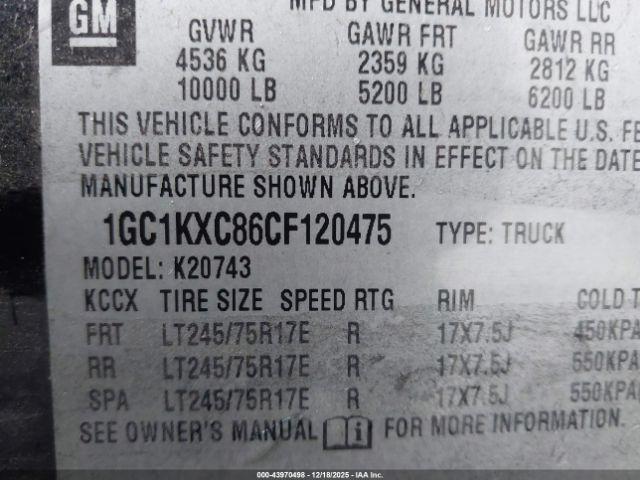 GM
MFD BY GENERAL MOTORS LLC
GVWR GAWR FRT GAWR RR
4536 KG 2359 KG 2812 KG
10000 LB 5200 LB 6200 LB
THIS VEHICLE CONFORMS TO ALL APPLICABLE U.S. FE
VEHICLE SAFETY STANDARDS IN EFFECT ON THE DATE
MANUFACTURE SHOWN ABOVE.
1GC1KXC86CF120475 TYPE: TRUCK
MODEL: K20743
KCCX TIRE SIZE SPEED RTG RIM COLD T
FRT LT245/75R17E R 17X7.5J 450KPA
RR LT245/75R17E R 17X7.5J 550KPA
SPA LT245/75R17E R 17X7.5J 550KPA
SEE OWNER'S MANUAL i FOR MORE INFORMATION.
000-43970498 - 12/18/2025 - IAAI.COM